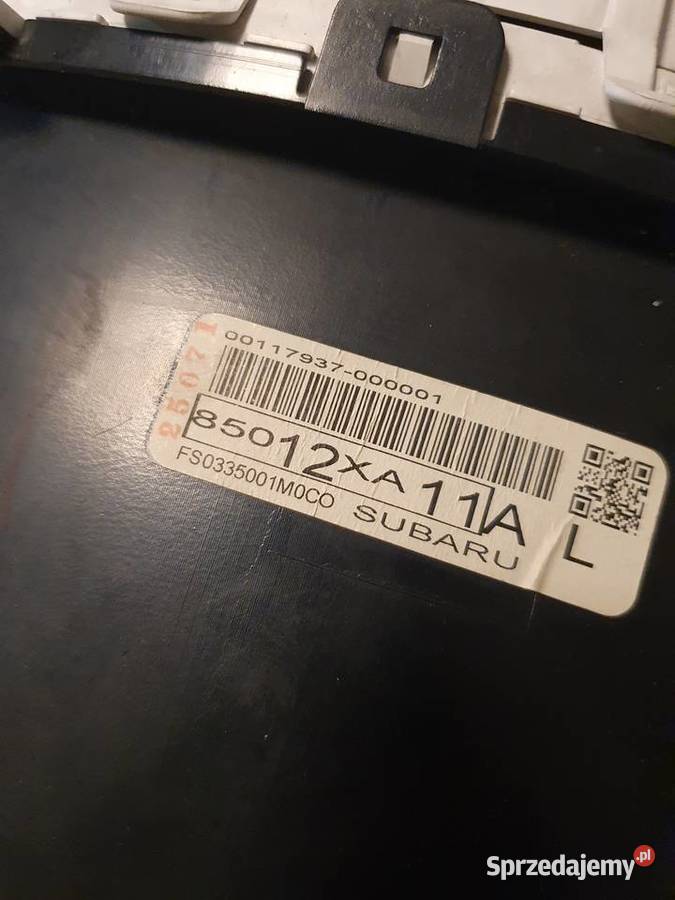 25071
00117937-000001
85012XA11A
FS0335001M0CO
SUBARU L
Sprzedajemy.pl